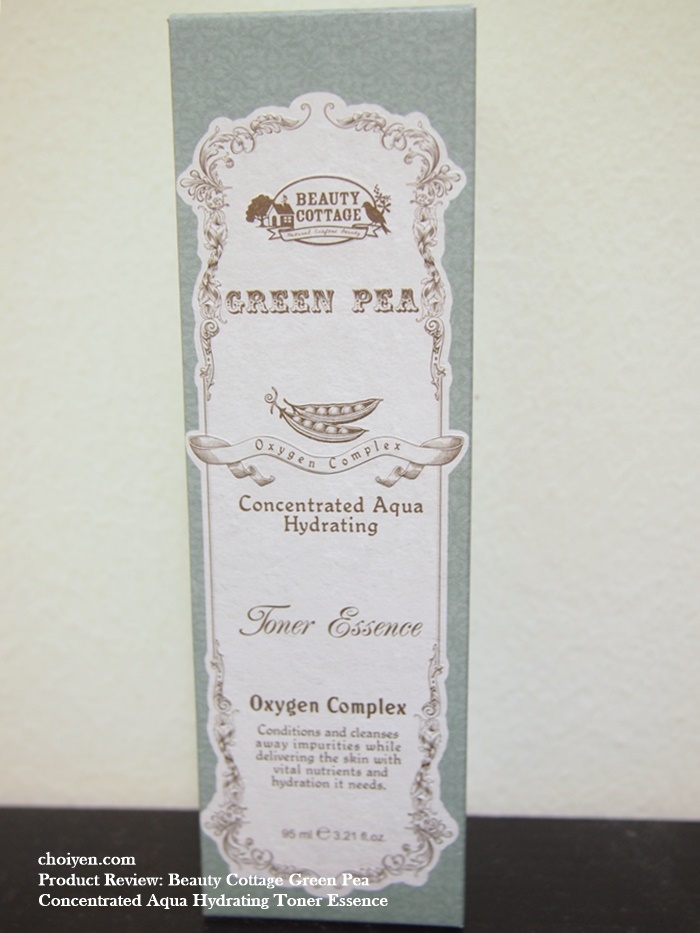 BEAUTY
COTTAGE
GREEN PEA
Oxygen Complex
Concentrated Aqua
Hydrating
Toner Essence
Oxygen Complex
Conditions and cleanses
away impurities while
delivering the skin with
vital nutrients and
hydration it needs.
95 ml ℮ 3.21 fl.oz.
choiyen.com
Product Review: Beauty Cottage Green Pea
Concentrated Aqua Hydrating Toner Essence